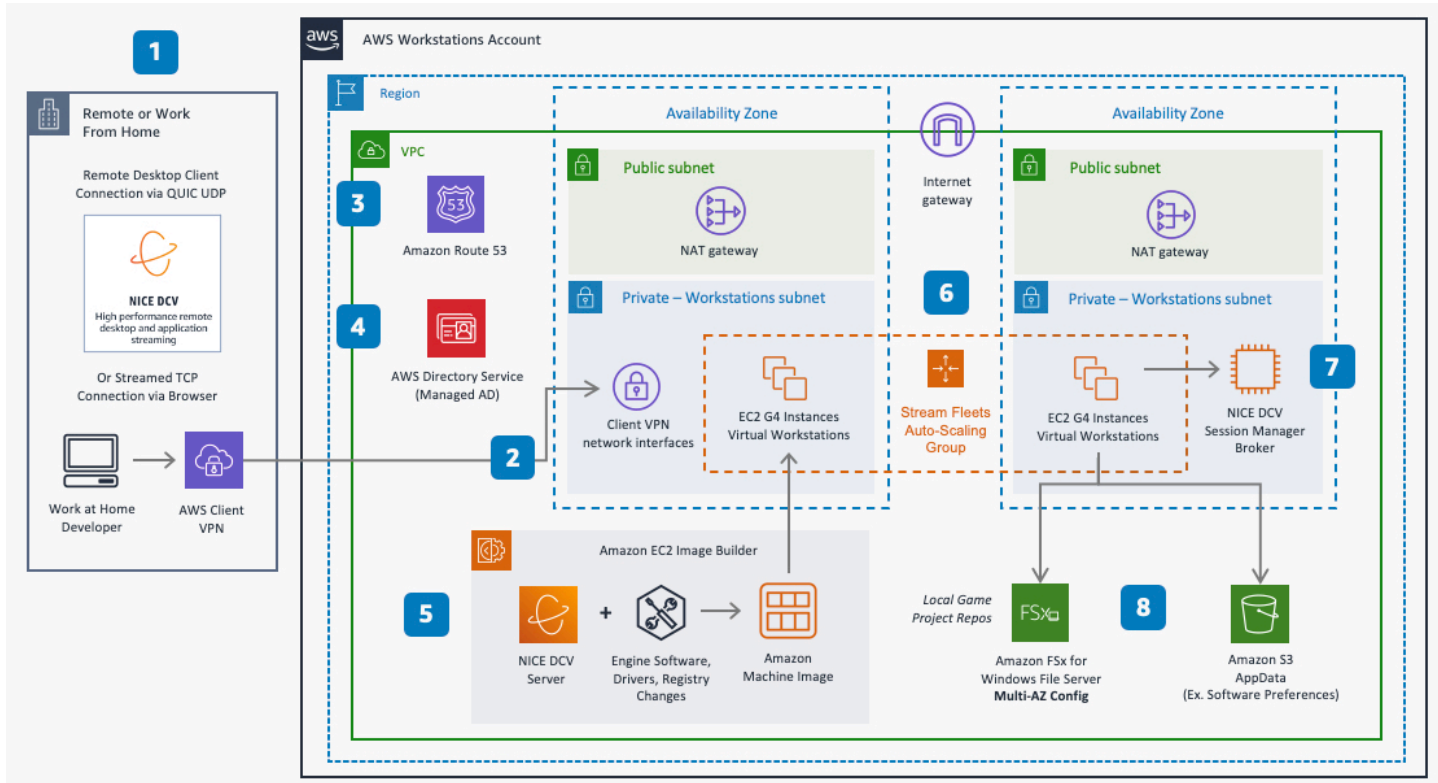 1
Remote or Work
From Home
Remote Desktop Client
Connection via QUIC UDP
NICE DCV
High performance remote
desktop and application
streaming
Or Streamed TCP
Connection via Browser
Work at Home
Developer
AWS Client
VPN
aws
AWS Workstations Account
Region
VPC
3
53
Amazon Route 53
4
AWS Directory Service
(Managed AD)
2
Availability Zone
Public subnet
NAT gateway
Private – Workstations subnet
Client VPN
network interfaces
EC2 G4 Instances
Virtual Workstations
Internet
gateway
6
Stream Fleets
Auto-Scaling
Group
Availability Zone
Public subnet
NAT gateway
Private – Workstations subnet
EC2 G4 Instances
Virtual Workstations
NICE DCV
Session Manager
Broker
7
5
Amazon EC2 Image Builder
NICE DCV
Server
+
Engine Software,
Drivers, Registry
Changes
Amazon
Machine Image
Local Game
Project Repos
FSx
8
Amazon FSx for
Windows File Server
Multi-AZ Config
Amazon S3
AppData
(Ex. Software Preferences)